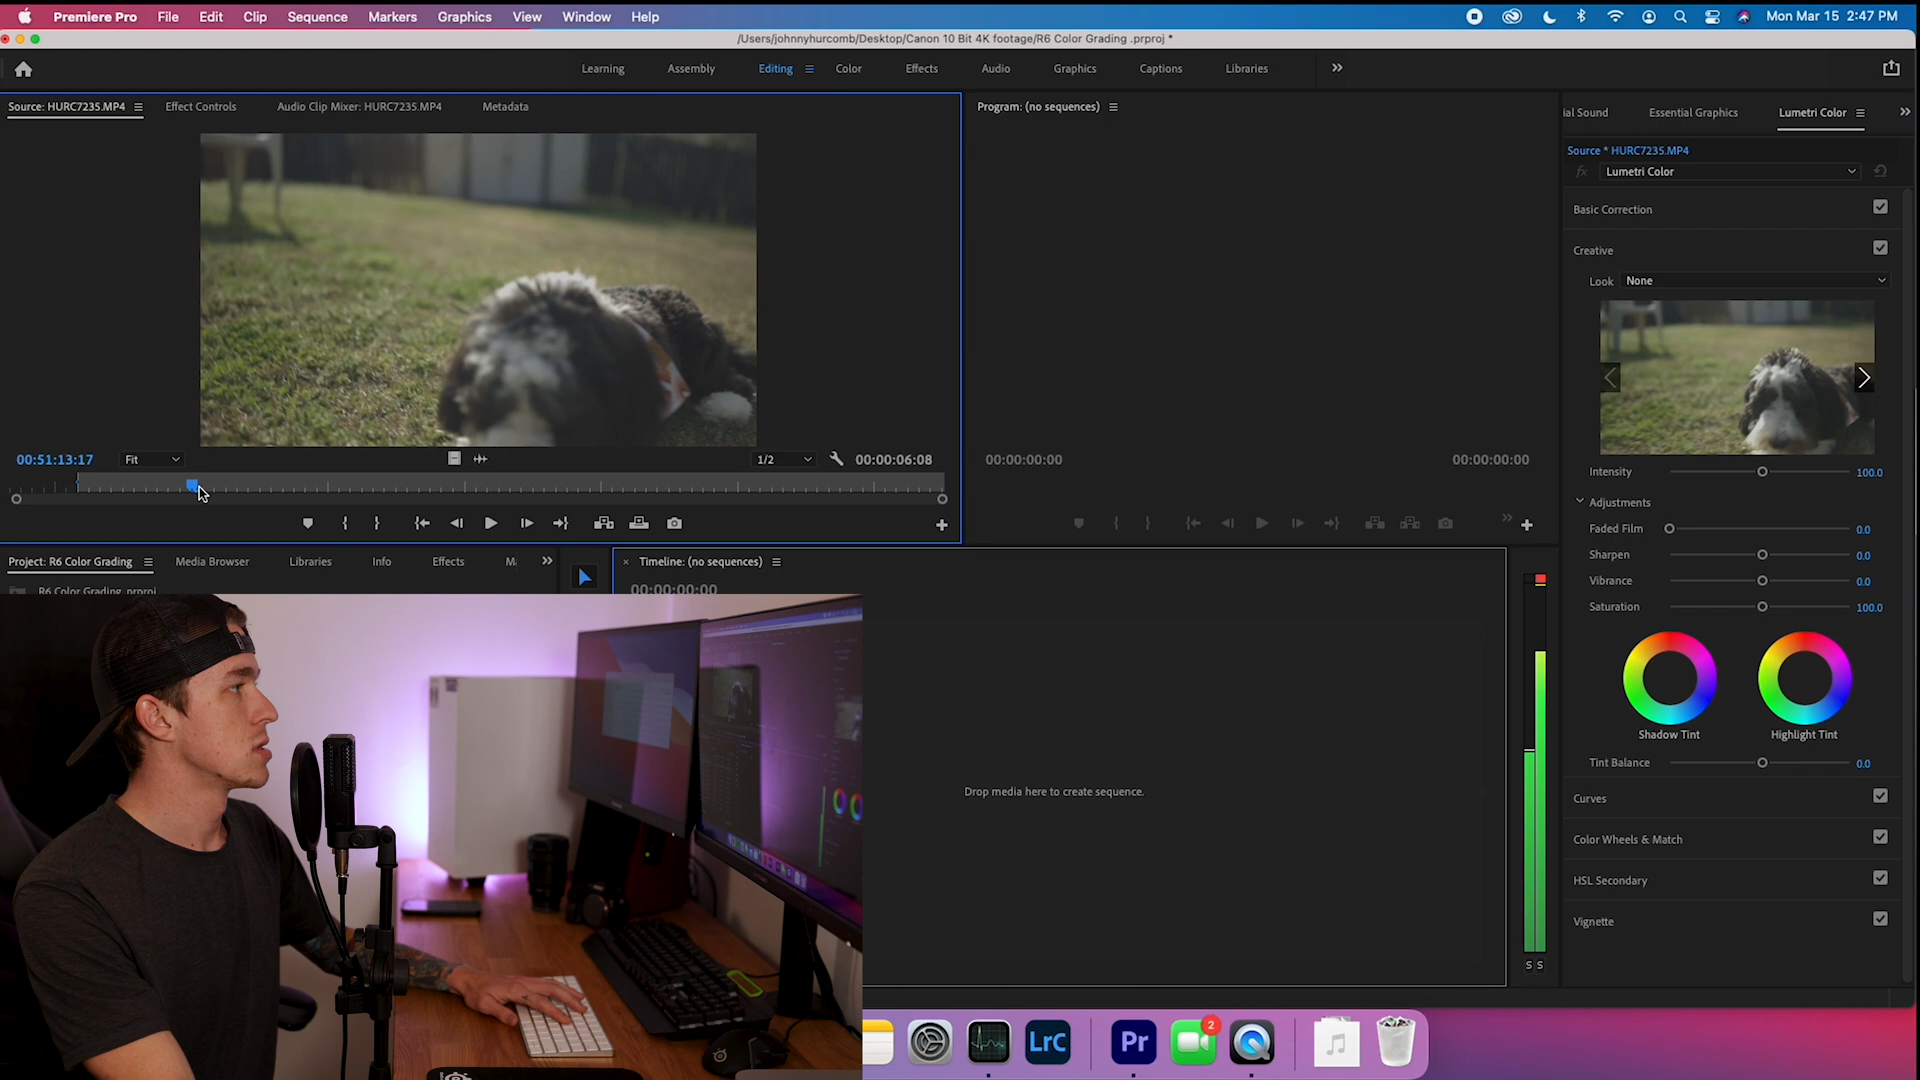 Premiere Pro File Edit Clip Sequence Markers Graphics View Window Help Mon Mar 15 2:47 PM
/Users/johnnyhurcomb/Desktop/Canon 10 Bit 4K footage/R6 Color Grading .prproj *
Learning Assembly Editing Color Effects Audio Graphics Captions Libraries
Source: HURC7235.MP4 Effect Controls Audio Clip Mixer: HURC7235.MP4 Metadata
Program: (no sequences)
ial Sound Essential Graphics Lumetri Color
Source * HURC7235.MP4
fx Lumetri Color
Basic Correction
Creative
Look None
Intensity 100.0
Adjustments
Faded Film 0.0
Sharpen 0.0
Vibrance 0.0
Saturation 100.0
Shadow Tint Highlight Tint
Tint Balance 0.0
Curves
Color Wheels & Match
HSL Secondary
Vignette
00:51:13:17 Fit 1/2 00:00:06:08
00:00:00:00 00:00:00:00
Project: R6 Color Grading Media Browser Libraries Info Effects M
R6 Color Grading .prproj
Timeline: (no sequences)
00:00:00:00
Drop media here to create sequence.
S S
LrC Pr 2